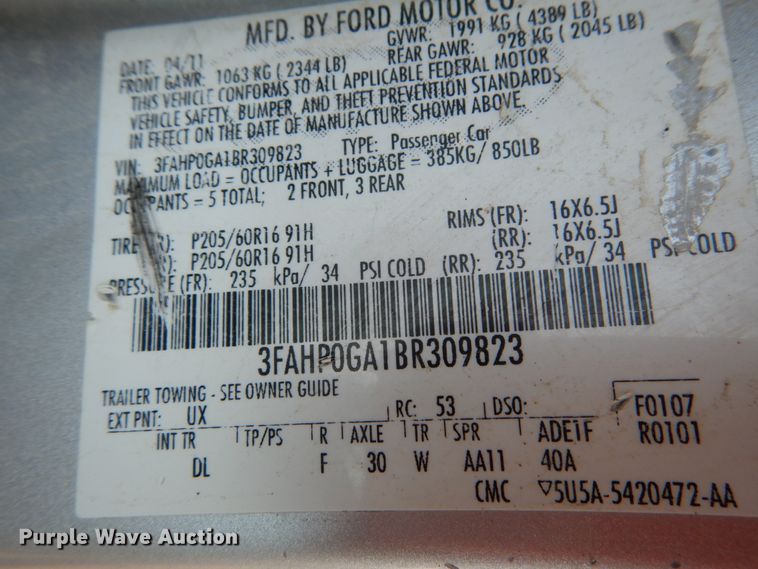 MFD. BY FORD MOTOR CO.
DATE: 04/11 GVWR: 1991 KG ( 4389 LB)
FRONT GAWR: 1063 KG ( 2344 LB) REAR GAWR: 928 KG ( 2045 LB)
THIS VEHICLE CONFORMS TO ALL APPLICABLE FEDERAL MOTOR
VEHICLE SAFETY, BUMPER, AND THEFT PREVENTION STANDARDS
IN EFFECT ON THE DATE OF MANUFACTURE SHOWN ABOVE.
VIN: 3FAHP0GA1BR309823 TYPE: Passenger Car
MAXIMUM LOAD = OCCUPANTS + LUGGAGE = 385KG/ 850LB
OCCUPANTS = 5 TOTAL; 2 FRONT, 3 REAR
TIRE R): P205/60R16 91H RIMS (FR): 16X6.5J
R): P205/60R16 91H (RR): 16X6.5J
PRESSURE (FR): 235 kPa/ 34 PSI COLD (RR): 235 kPa/ 34 PSI COLD
3FAHP0GA1BR309823
TRAILER TOWING - SEE OWNER GUIDE
EXT PNT: UX RC: 53 DSO: F0107
INT TR TP/PS R AXLE TR SPR ADE1F R0101
DL F 30 W AA11 40A
CMC ▽5U5A-5420472-AA
Purple Wave Auction